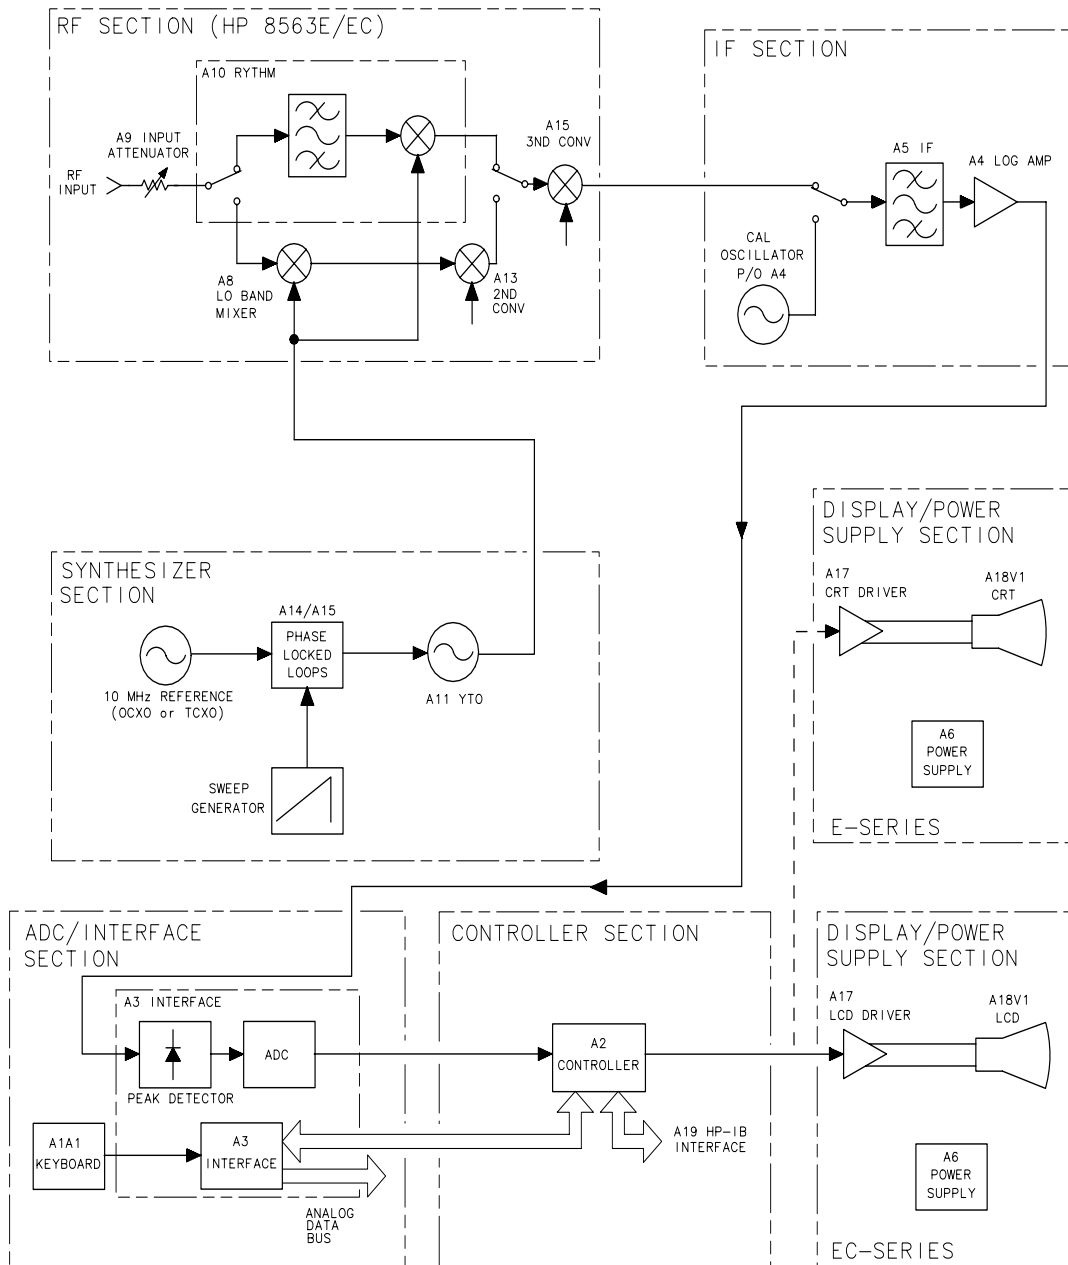 RF SECTION (HP 8563E/EC)
A10 RYTHM
A9 INPUT
ATTENUATOR
RF
INPUT
A15
3ND CONV
A8
LO BAND
MIXER
A13
2ND
CONV
IF SECTION
A5 IF
A4 LOG AMP
CAL
OSCILLATOR
P/O A4
SYNTHESIZER
SECTION
A14/A15
PHASE
LOCKED
LOOPS
10 MHz REFERENCE
(OCXO or TCXO)
A11 YTO
SWEEP
GENERATOR
DISPLAY/POWER
SUPPLY SECTION
A17
CRT DRIVER
A18V1
CRT
A6
POWER
SUPPLY
E-SERIES
ADC/INTERFACE
SECTION
A3 INTERFACE
ADC
PEAK DETECTOR
A1A1
KEYBOARD
A3
INTERFACE
ANALOG
DATA
BUS
CONTROLLER SECTION
A2
CONTROLLER
A19 HP-IB
INTERFACE
DISPLAY/POWER
SUPPLY SECTION
A17
LCD DRIVER
A18V1
LCD
A6
POWER
SUPPLY
EC-SERIES